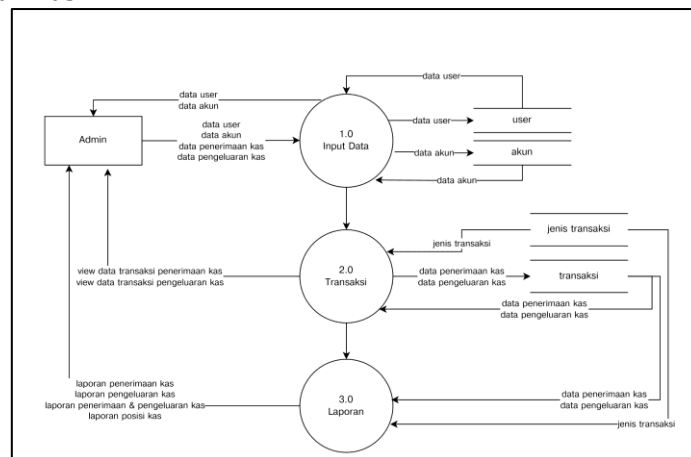 data user
data user
data akun
Admin
data user
data akun
data penerimaan kas
data pengeluaran kas
1.0
Input Data
data user
user
data akun
akun
data akun
jenis transaksi
jenis transaksi
view data transaksi penerimaan kas
view data transaksi pengeluaran kas
2.0
Transaksi
data penerimaan kas
data pengeluaran kas
transaksi
data penerimaan kas
data pengeluaran kas
laporan penerimaan kas
laporan pengeluaran kas
laporan penerimaan & pengeluaran kas
laporan posisi kas
3.0
Laporan
data penerimaan kas
data pengeluaran kas
jenis transaksi